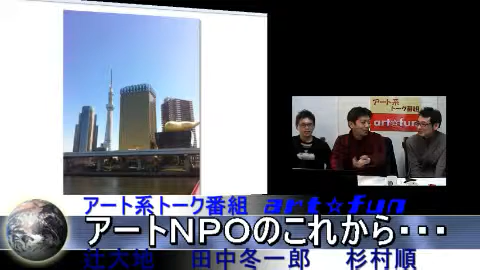 アート系
トーク番組
art☆fun
アート系トーク番組 art☆fun
アートNPOのこれから・・・
辻大地 田中冬一郎 杉村順